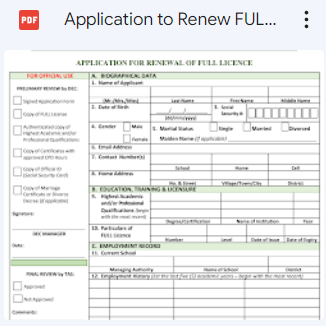 PDF
Application to Renew FUL...
APPLICATION FOR RENEWAL OF FULL LICENCE
FOR OFFICIAL USE
PRELIMINARY REVIEW by DEC:
Signed Application Form
Copy of FULL Licence
Authenticated copy of
Highest Academic and/or
Professional Qualifications
Copy of Certificates with
approved CPD Hours
Copy of Official ID
(Social Security Card)
Copy of Marriage
Certificate or Divorce
Decree (if applicable)
Signature:
DEC MANAGER
Date:
FINAL REVIEW by TAG:
Approved
Not Approved
Comments:
A. BIOGRAPHICAL DATA
1. Name of Applicant:
(Mr./Mrs./Miss) Last Name First Name Middle Name
2. Date of Birth
(dd/mm/yyyy)
3. Social
Security #
4. Gender Male
Female
5. Marital Status Single Married Divorced
Maiden Name (if applicable)
6. Email Address
7. Contact Number(s)
School Home Cell
8. Home Address
No. & Street Village/Town/City District
B. EDUCATION, TRAINING & LICENSURE
9. Highest Academic
and/or Professional
Qualifications (begin
with the most recent)
Degree/Certification Name of Institution Year
10. Particulars of
FULL Licence
Number Level Date of Issue Date of Expiry
C. EMPLOYMENT RECORD
11. Current School
Managing Authority Name of School District
12. Employment History (list the last five (5) academic years – begin with the most recent)